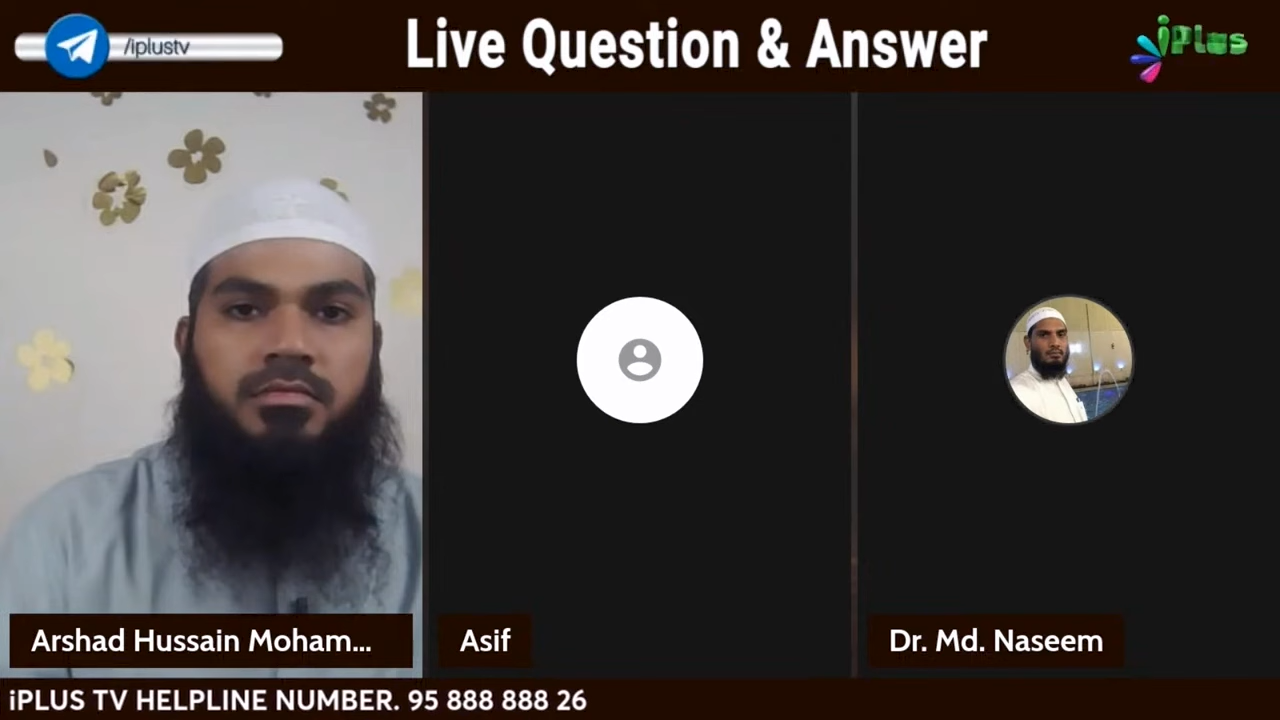 /iplustv
Live Question & Answer
iPlus
Arshad Hussain Moham...
Asif
Dr. Md. Naseem
iPLUS TV HELPLINE NUMBER. 95 888 888 26